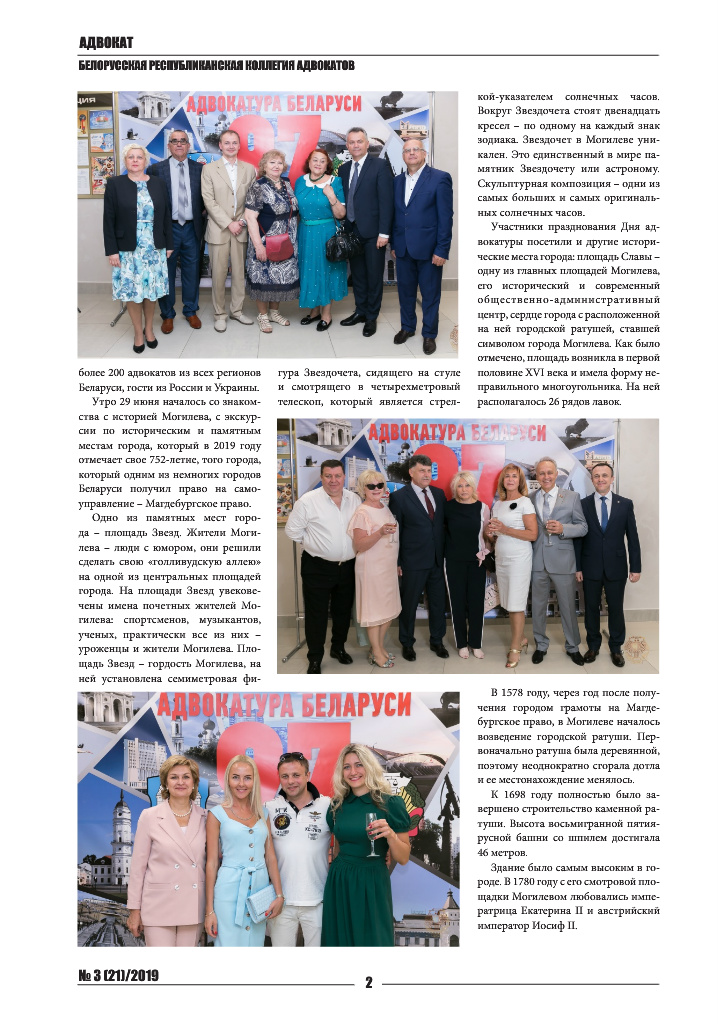 АДВОКАТ
БЕЛОРУССКАЯ РЕСПУБЛИКАНСКАЯ КОЛЛЕГИЯ АДВОКАТОВ
АДВОКАТУРА БЕЛАРУСИ
97
более 200 адвокатов из всех регионов
Беларуси, гости из России и Украины.
Утро 29 июня началось со знаком-
ства с историей Могилева, с экскур-
сии по историческим и памятным
местам города, который в 2019 году
отмечает свое 752-летие, того города,
который одним из немногих городов
Беларуси получил право на само-
управление – Магдебургское право.
Одно из памятных мест горо-
да – площадь Звезд. Жители Моги-
лева – люди с юмором, они решили
сделать свою «голливудскую аллею»
на одной из центральных площадей
города. На площади Звезд увекове-
чены имена почетных жителей Мо-
гилева: спортсменов, музыкантов,
ученых, практически все из них –
уроженцы и жители Могилева. Пло-
щадь Звезд – гордость Могилева, на
ней установлена семиметровая фи-
гура Звездочета, сидящего на стуле
и смотрящего в четырехметровый
телескоп, который является стрел-
кой-указателем солнечных часов.
Вокруг Звездочета стоят двенадцать
кресел – по одному на каждый знак
зодиака. Звездочет в Могилеве уни-
кален. Это единственный в мире па-
мятник Звездочету или астроному.
Скульптурная композиция – одни из
самых больших и самых оригиналь-
ных солнечных часов.
Участники празднования Дня ад-
вокатуры посетили и другие истори-
ческие места города: площадь Славы –
одну из главных площадей Могилева,
его исторический и современный
общественно-административный
центр, сердце города с расположенной
на ней городской ратушей, ставшей
символом города Могилева. Как было
отмечено, площадь возникла в первой
половине XVI века и имела форму не-
правильного многоугольника. На ней
располагалось 26 рядов лавок.
АДВОКАТУРА БЕЛАРУСИ
97
АДВОКАТУРА БЕЛАРУСИ
97
В 1578 году, через год после полу-
чения городом грамоты на Магде-
бургское право, в Могилеве началось
возведение городской ратуши. Пер-
воначально ратуша была деревянной,
поэтому неоднократно сгорала дотла
и ее местонахождение менялось.
К 1698 году полностью было за-
вершено строительство каменной ра-
туши. Высота восьмигранной пятия-
русной башни со шпилем достигала
46 метров.
Здание было самым высоким в го-
роде. В 1780 году с его смотровой пло-
щадки Могилевом любовались импе-
ратрица Екатерина II и австрийский
император Иосиф II.
№ 3 (21)/2019
2